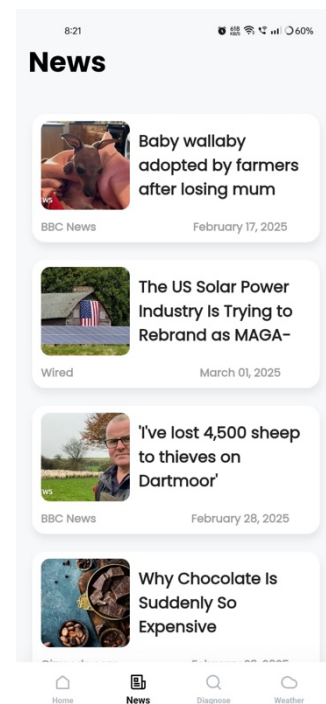 8:21
618
KB/S
60%
News
Baby wallaby
adopted by farmers
after losing mum
BBC News
February 17, 2025
The US Solar Power
Industry Is Trying to
Rebrand as MAGA-
Wired
March 01, 2025
'I've lost 4,500 sheep
to thieves on
Dartmoor'
BBC News
February 28, 2025
Why Chocolate Is
Suddenly So
Expensive
Home
News
Diagnose
Weather